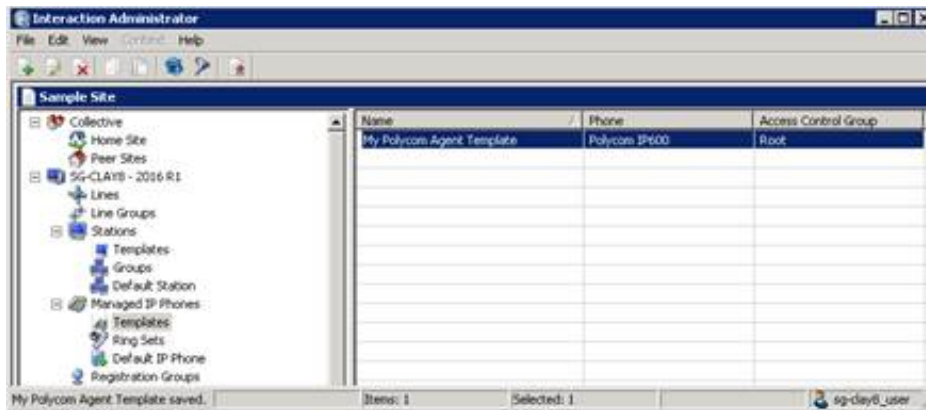 Interaction Administrator
File Edit View Context Help
Sample Site
Collective
Home Site
Peer Sites
SG-CLAY8 - 2016 R1
Lines
Line Groups
Stations
Templates
Groups
Default Station
Managed IP Phones
Templates
Ring Sets
Default IP Phone
Registration Groups
Name / Phone Access Control Group
My Polycom Agent Template Polycom IP600 Root
My Polycom Agent Template saved. Items: 1 Selected: 1 sg-clay8_user